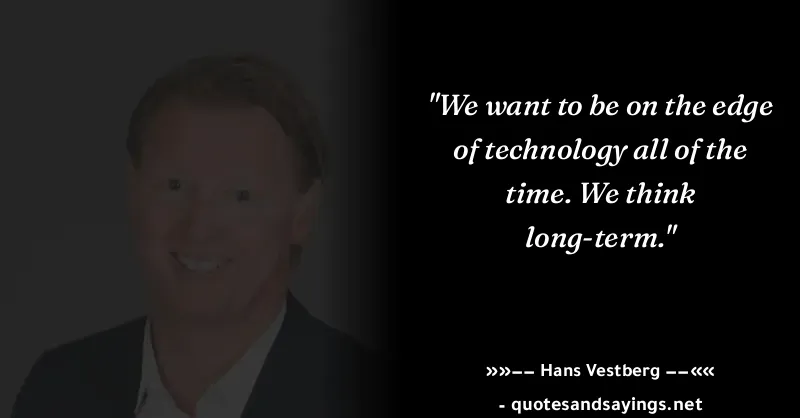 "We want to be on the edge
of technology all of the
time. We think
long-term."
»»–– Hans Vestberg ––««
- quotesandsayings.net